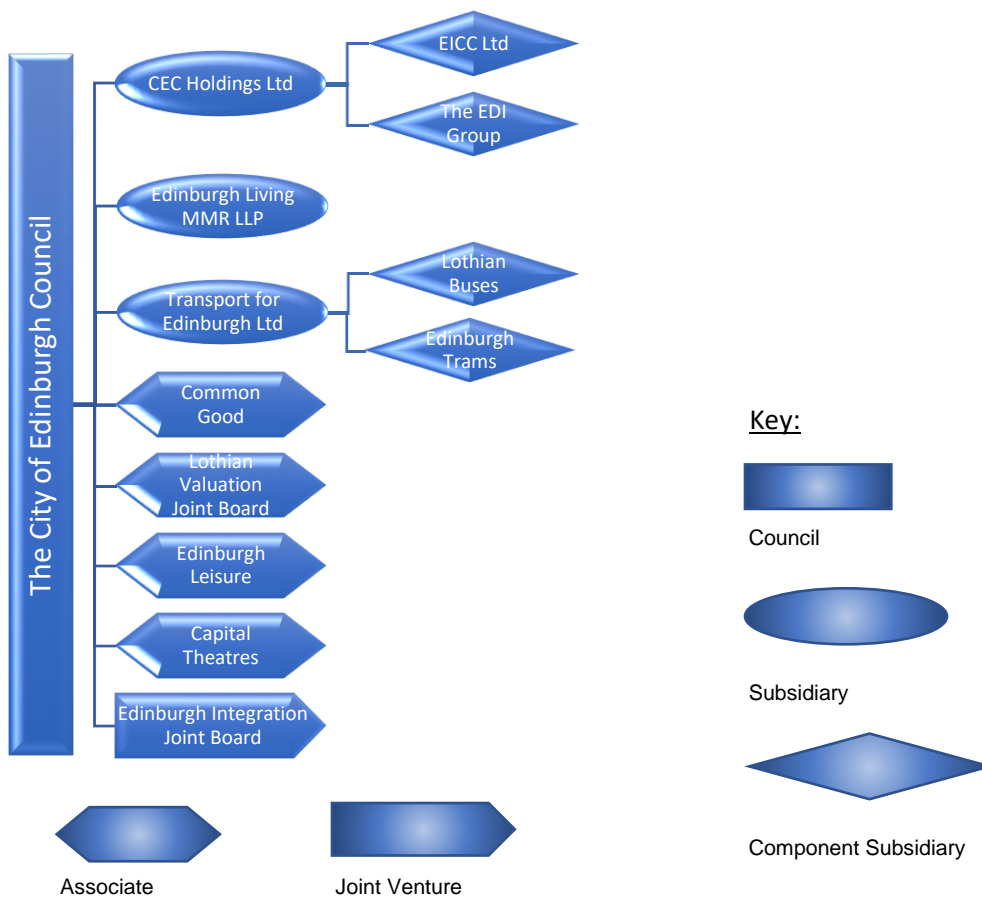 The City of Edinburgh Council
CEC Holdings Ltd
EICC Ltd
The EDI
Group
Edinburgh Living
MMR LLP
Transport for
Edinburgh Ltd
Lothian
Buses
Edinburgh
Trams
Common
Good
Lothian
Valuation
Joint Board
Edinburgh
Leisure
Capital
Theatres
Edinburgh Integration
Joint Board
Key:
Council
Subsidiary
Component Subsidiary
Associate
Joint Venture